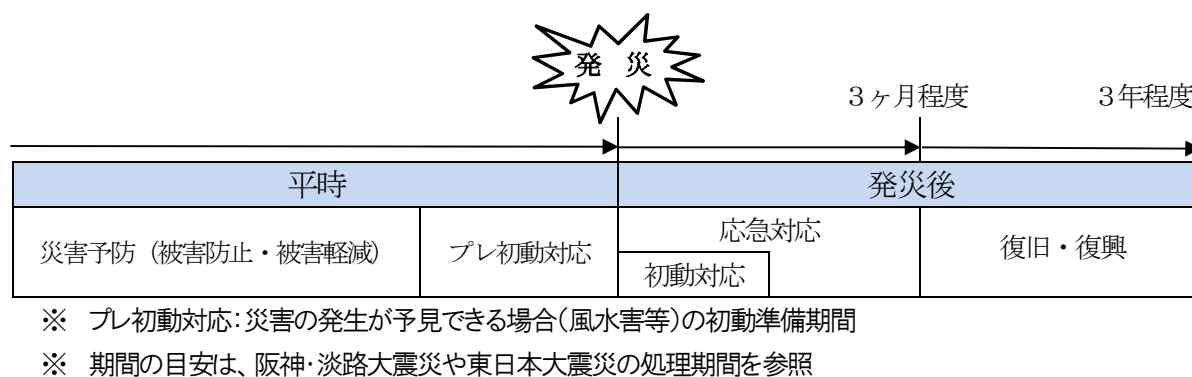 発 災
３ヶ月程度 ３年程度
平時 発災後
災害予防（被害防止・被害軽減） プレ初動対応 応急対応 復旧・復興
初動対応
※ プレ初動対応：災害の発生が予見できる場合（風水害等）の初動準備期間
※ 期間の目安は、阪神・淡路大震災や東日本大震災の処理期間を参照